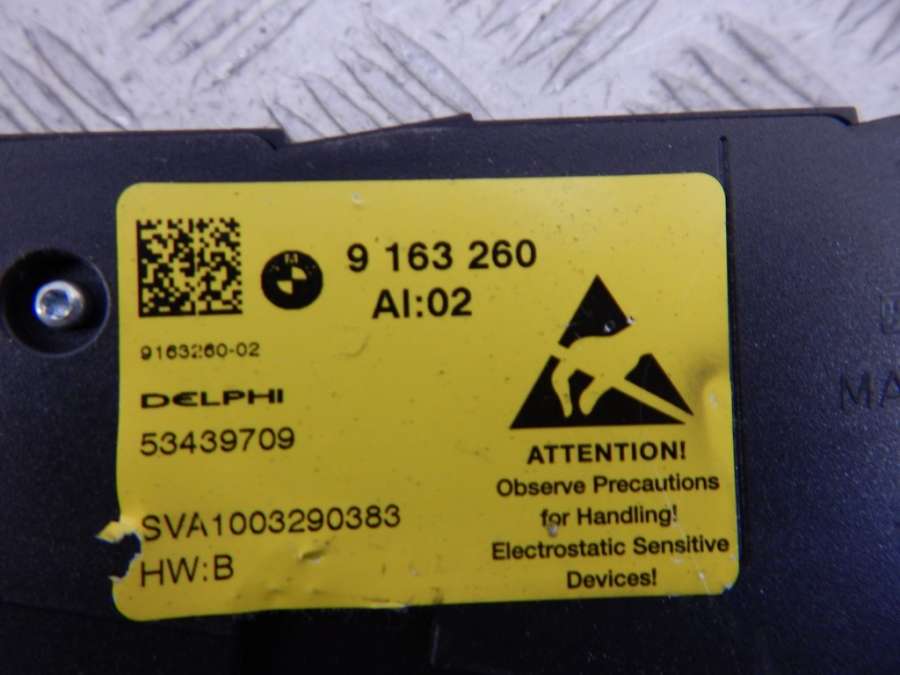 9 163 260
AI:02
9163260-02
DELPHI
53439709
SVA1003290383
HW:B
ATTENTION!
Observe Precautions
for Handling!
Electrostatic Sensitive
Devices!